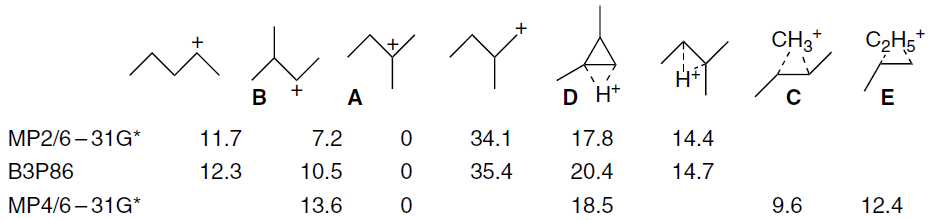 + + + + CH3+ C2H5+
H+
B + A D H+ C E
MP2/6–31G* 11.7 7.2 0 34.1 17.8 14.4
B3P86 12.3 10.5 0 35.4 20.4 14.7
MP4/6–31G* 13.6 0 18.5 9.6 12.4